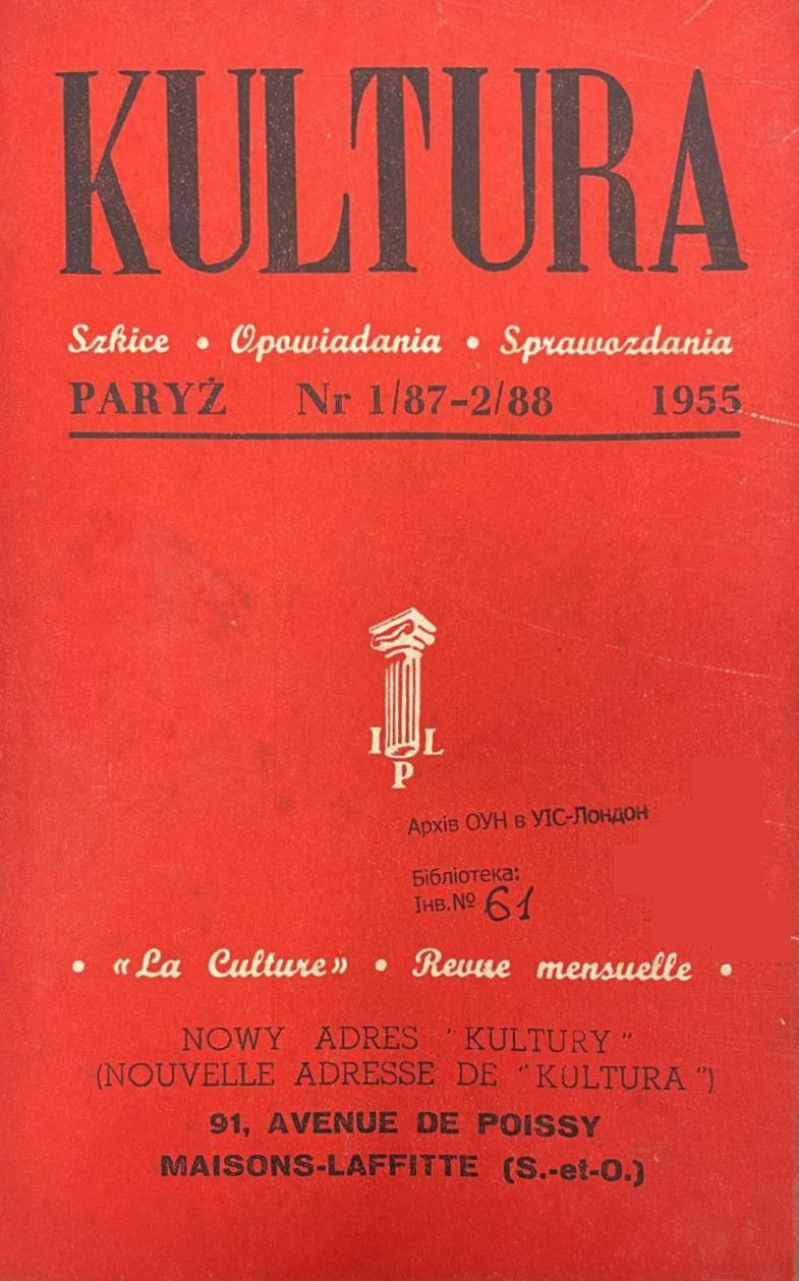 KULTURA
Szkice • Opowiadania • Sprawozdania
PARYŻ Nr 1/87-2/88 1955
I L
P
Архів ОУН в УІС-Лондон
Бібліотека:
Інв.№ 61
• «La Culture» • Revue mensuelle •
NOWY ADRES "KULTURY"
(NOUVELLE ADRESSE DE "KULTURA")
91, AVENUE DE POISSY
MAISONS-LAFFITTE (S.-et-O.)